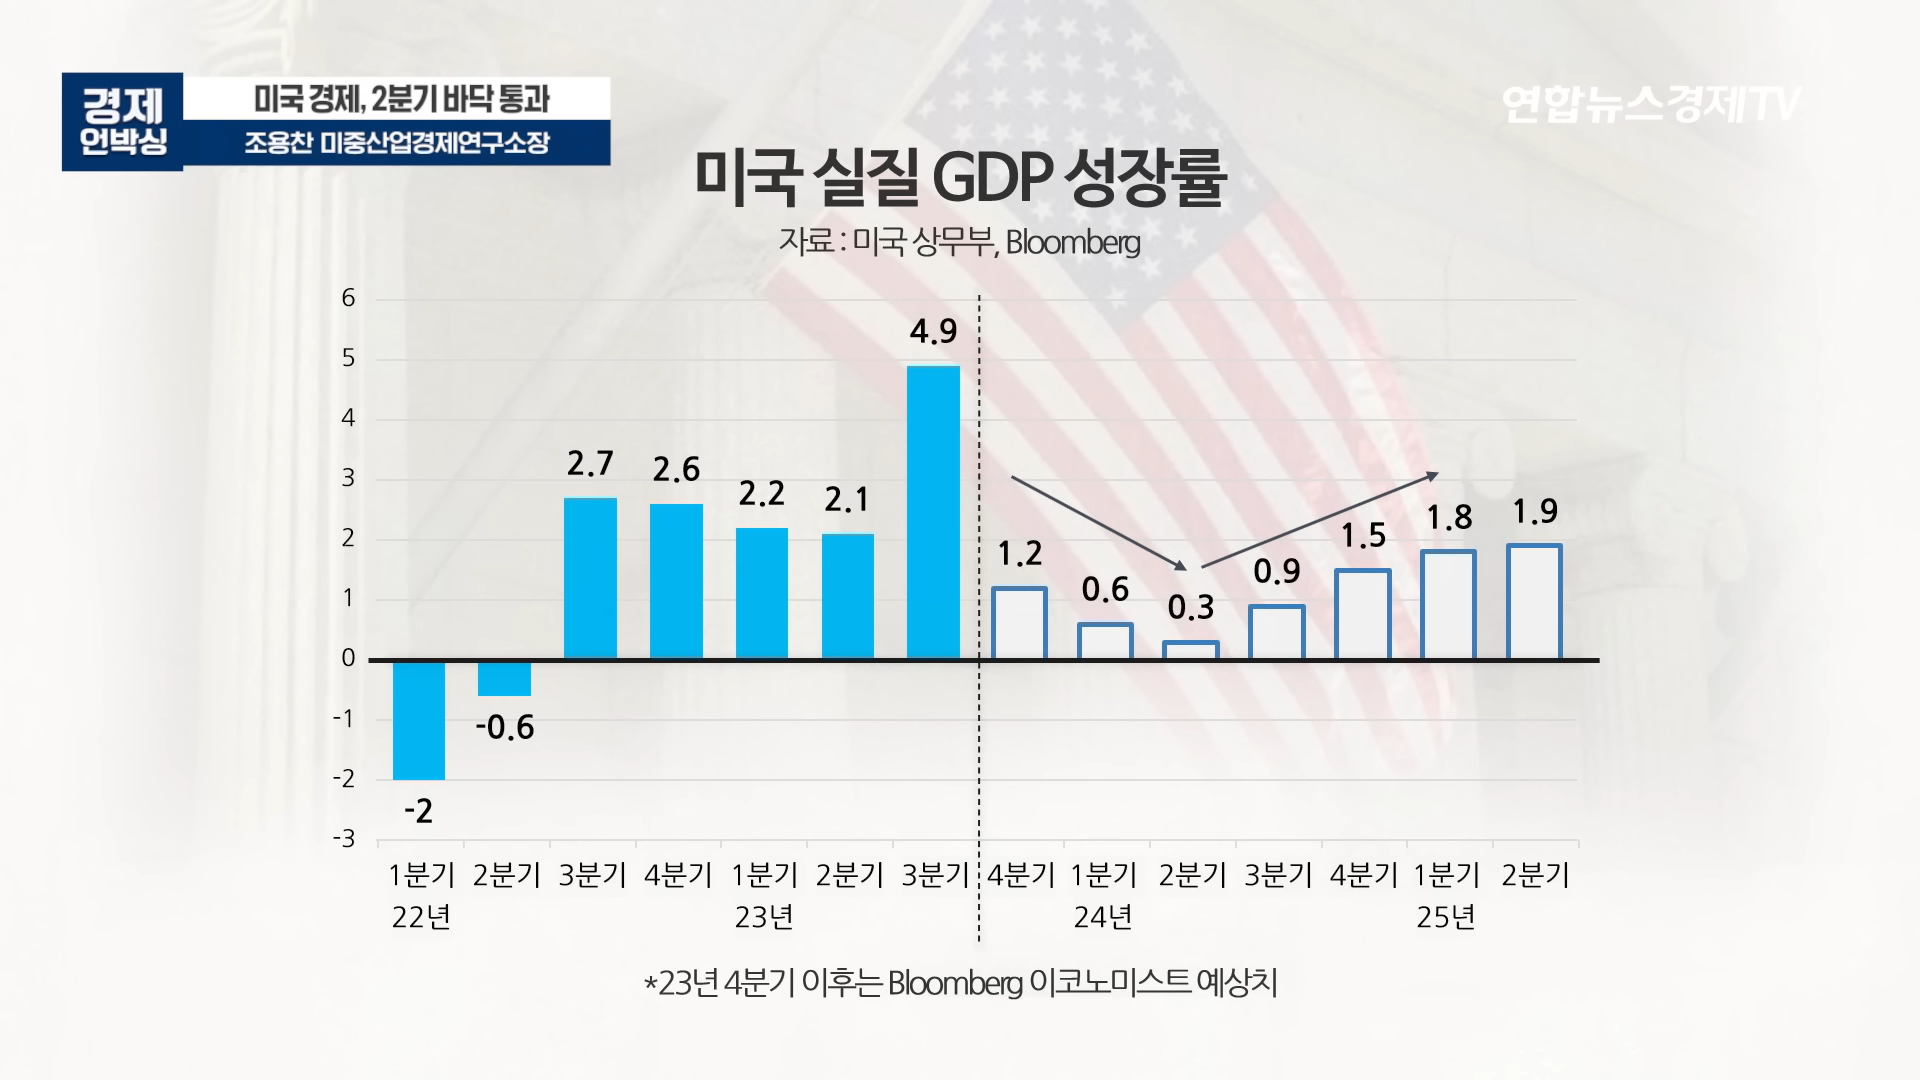 경제
언박싱
미국 경제, 2분기 바닥 통과
조용찬 미중산업경제연구소장
연합뉴스경제TV
미국 실질 GDP 성장률
자료 : 미국 상무부, Bloomberg
6
5
4
3
2
1
0
-1
-2
-3
-2
-0.6
2.7
2.6
2.2
2.1
4.9
1.2
0.6
0.3
0.9
1.5
1.8
1.9
1분기 2분기 3분기 4분기 1분기 2분기 3분기 4분기 1분기 2분기 3분기 4분기 1분기 2분기
22년 23년 24년 25년
*23년 4분기 이후는 Bloomberg 이코노미스트 예상치